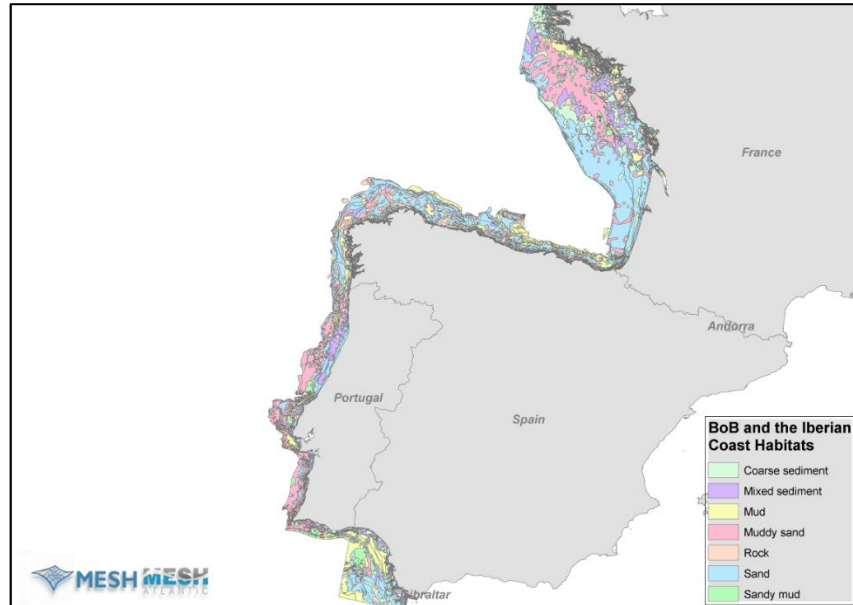 France
Andorra
Portugal
Spain
Gibraltar
BoB and the Iberian
Coast Habitats
Coarse sediment
Mixed sediment
Mud
Muddy sand
Rock
Sand
Sandy mud
MESH MESH
ATLANTIC